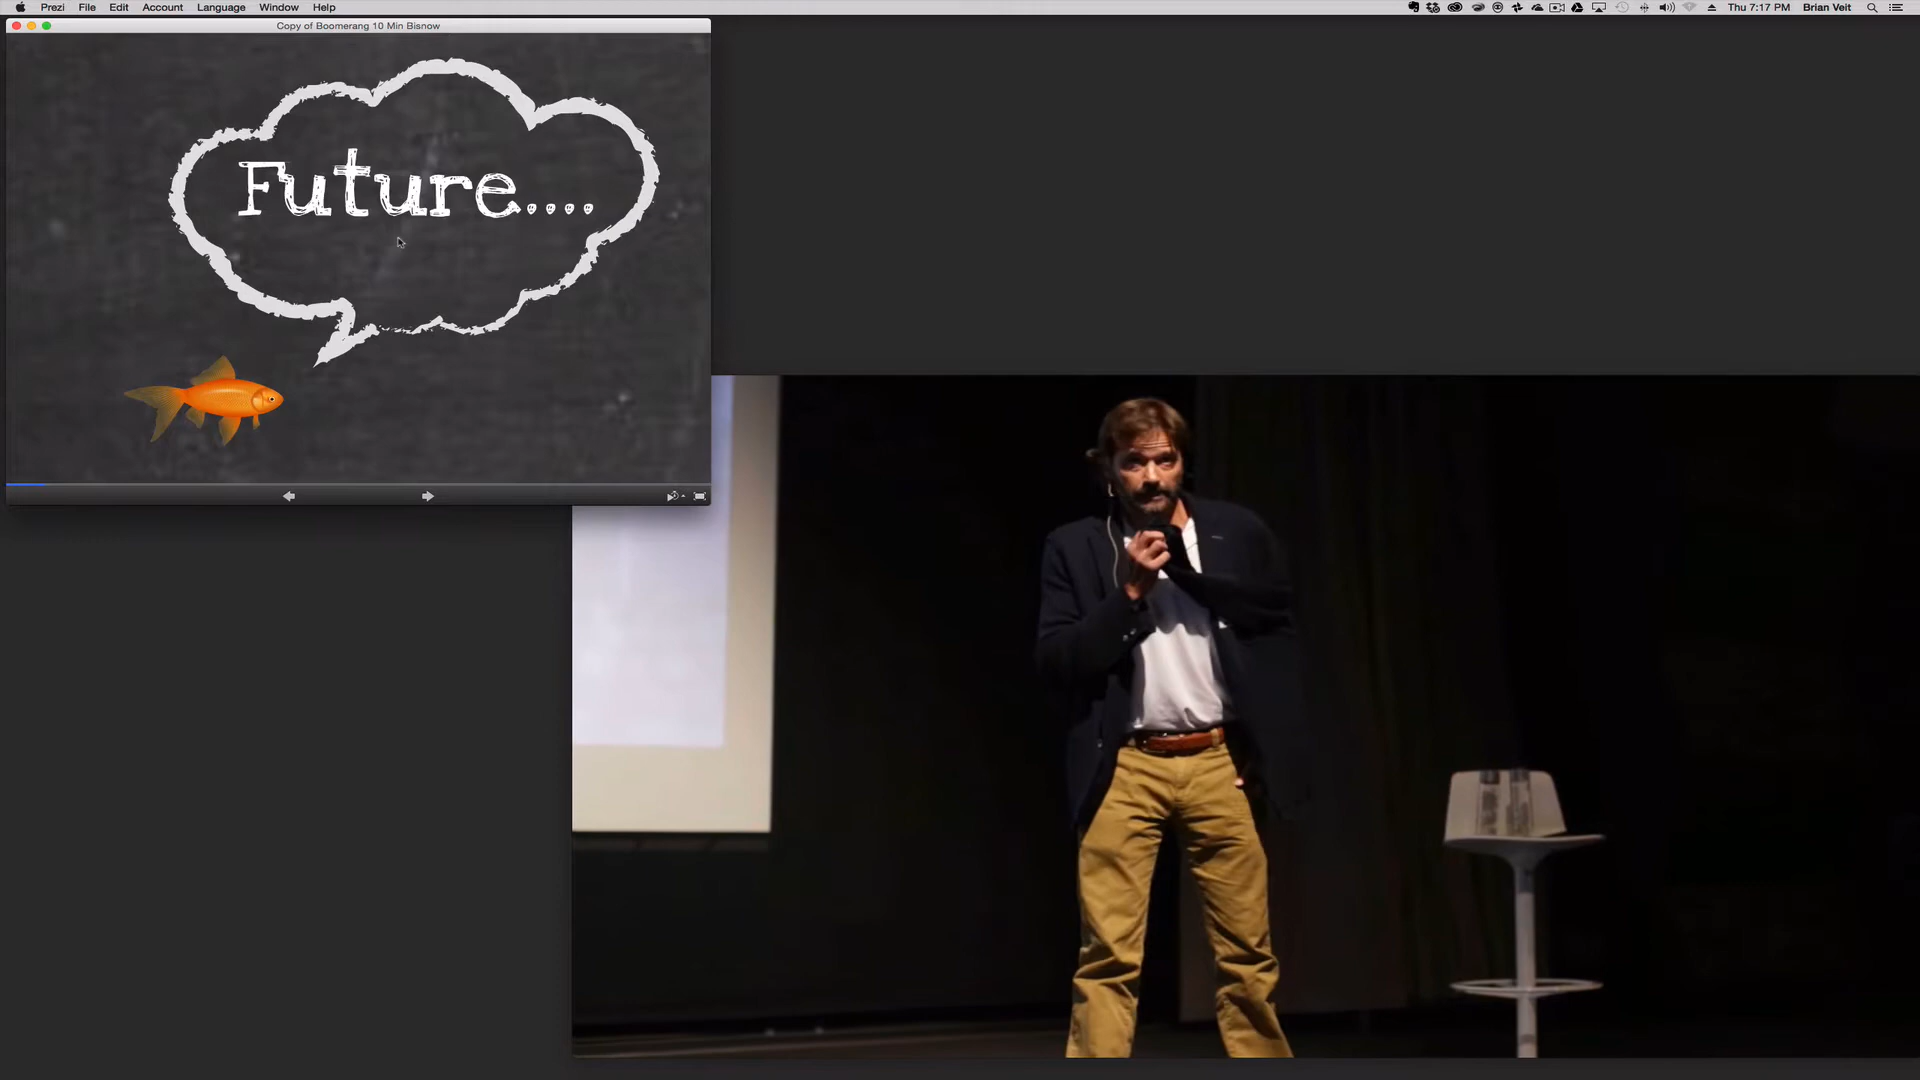 Prezi File Edit Account Language Window Help Thu 7:17 PM Brian Veit
Copy of Boomerang 10 Min Bisnow
Future....